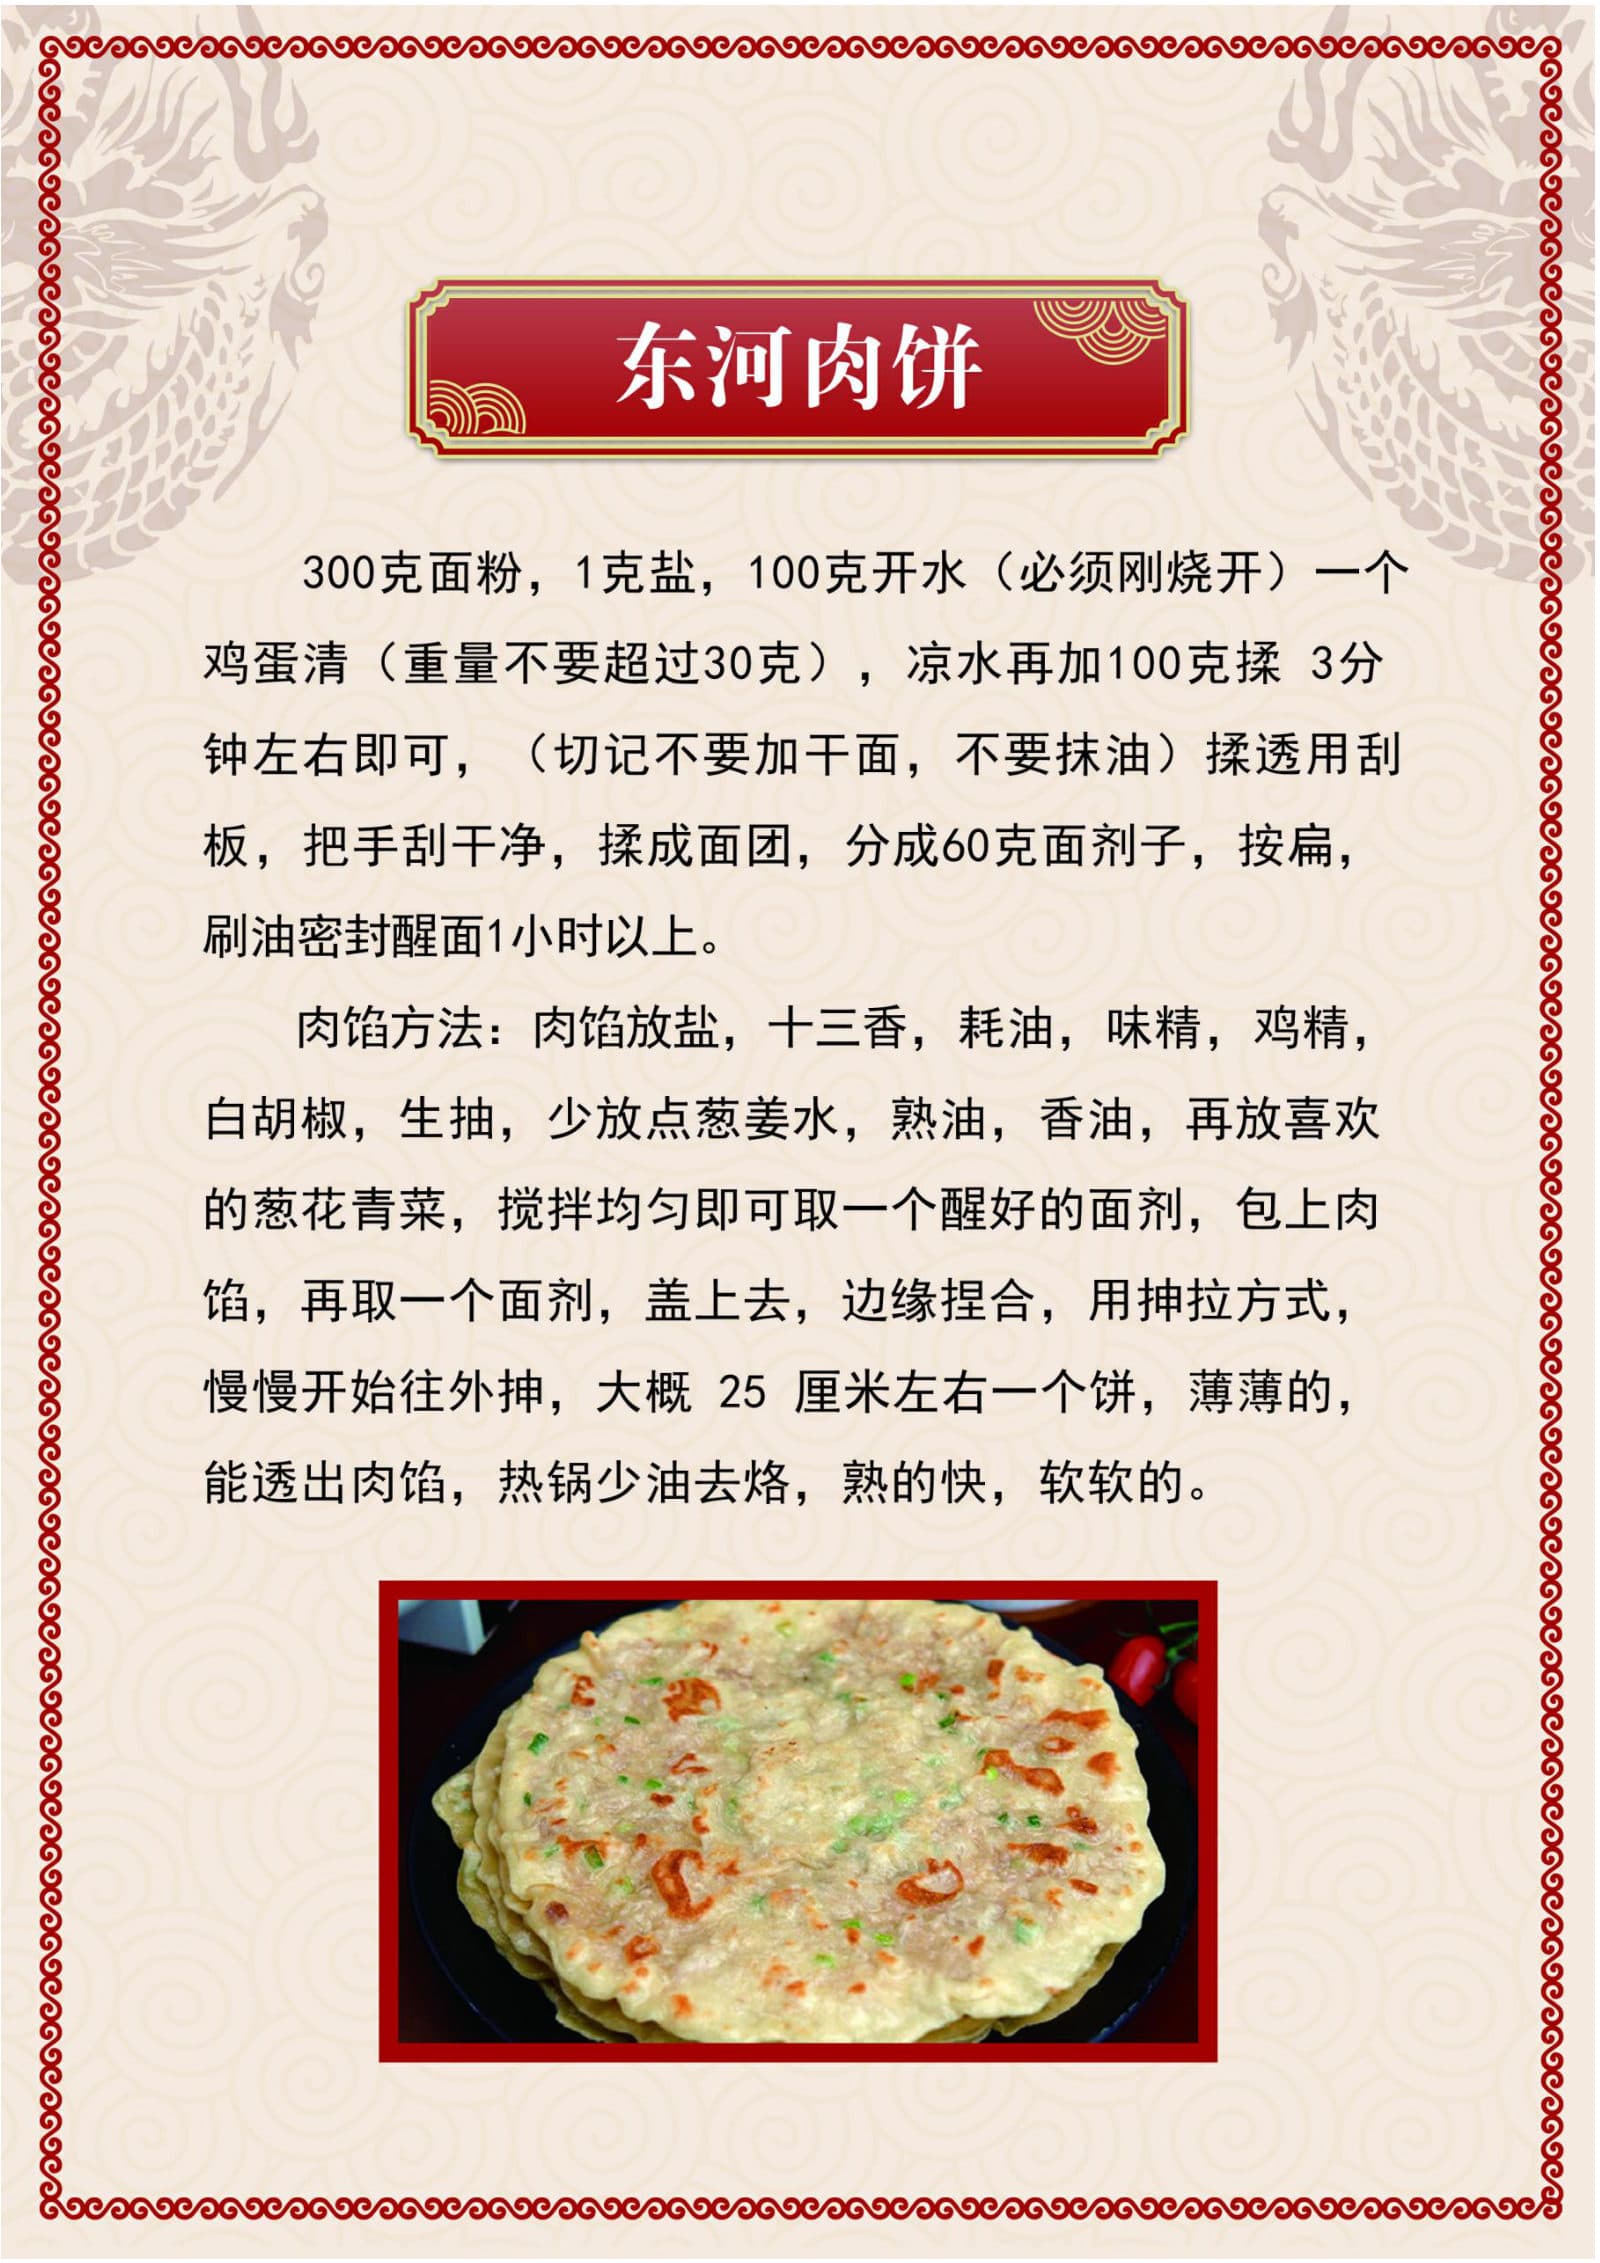 东河肉饼
300克面粉，1克盐，100克开水（必须刚烧开）一个
鸡蛋清（重量不要超过30克），凉水再加100克揉 3分
钟左右即可，（切记不要加干面，不要抹油）揉透用刮
板，把手刮干净，揉成面团，分成60克面剂子，按扁，
刷油密封醒面1小时以上。
肉馅方法：肉馅放盐，十三香，耗油，味精，鸡精，
白胡椒，生抽，少放点葱姜水，熟油，香油，再放喜欢
的葱花青菜，搅拌均匀即可取一个醒好的面剂，包上肉
馅，再取一个面剂，盖上去，边缘捏合，用抻拉方式，
慢慢开始往外抻，大概 25 厘米左右一个饼，薄薄的，
能透出肉馅，热锅少油去烙，熟的快，软软的。